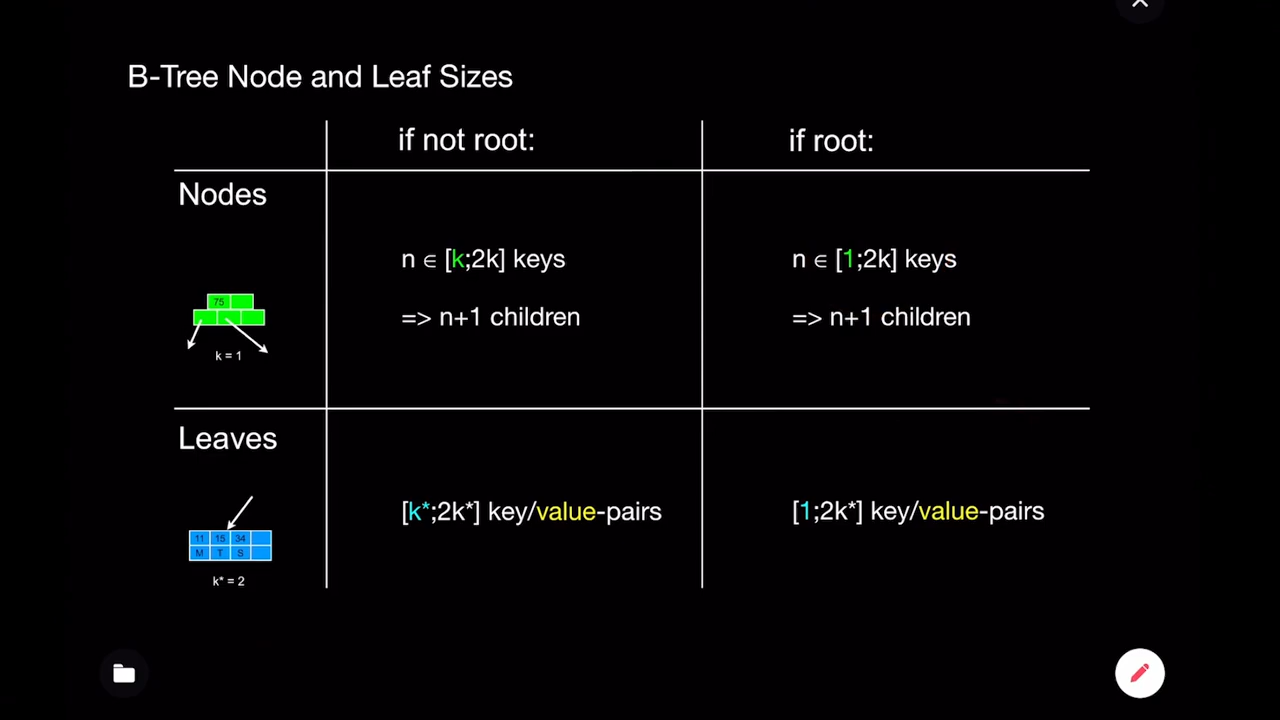 B-Tree Node and Leaf Sizes
if not root:
if root:
Nodes
n ∈ [k;2k] keys
=> n+1 children
n ∈ [1;2k] keys
=> n+1 children
75
k = 1
Leaves
[k*;2k*] key/value-pairs
[1;2k*] key/value-pairs
11 15 34
M T S
k* = 2